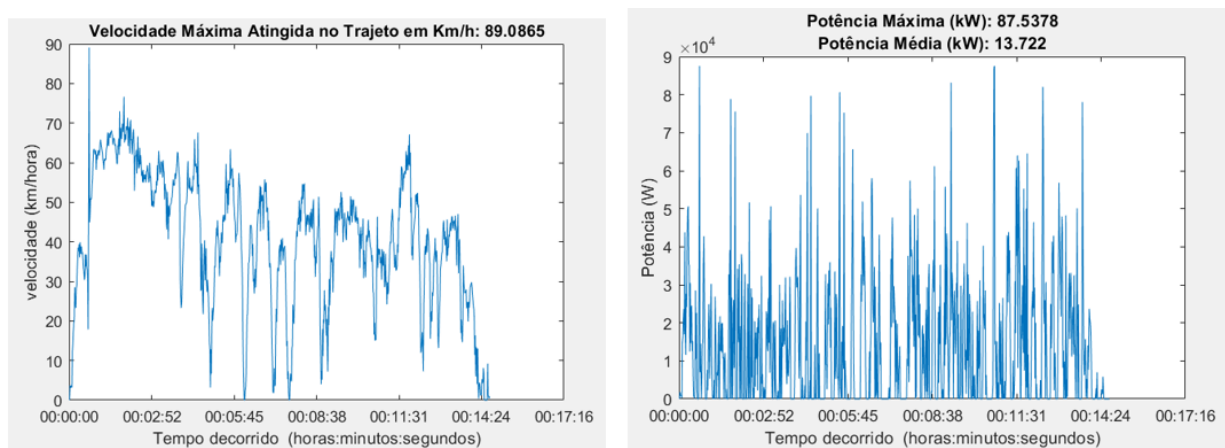 Velocidade Máxima Atingida no Trajeto em Km/h: 89.0865
90
80
70
60
50
40
30
20
10
0
velocidade (km/hora)
00:00:00 00:02:52 00:05:45 00:08:38 00:11:31 00:14:24 00:17:16
Tempo decorrido (horas:minutos:segundos)
Potência Máxima (kW): 87.5378
Potência Média (kW): 13.722
×10⁴
9
8
7
6
5
4
3
2
1
0
Potência (W)
00:00:00 00:02:52 00:05:45 00:08:38 00:11:31 00:14:24 00:17:16
Tempo decorrido (horas:minutos:segundos)